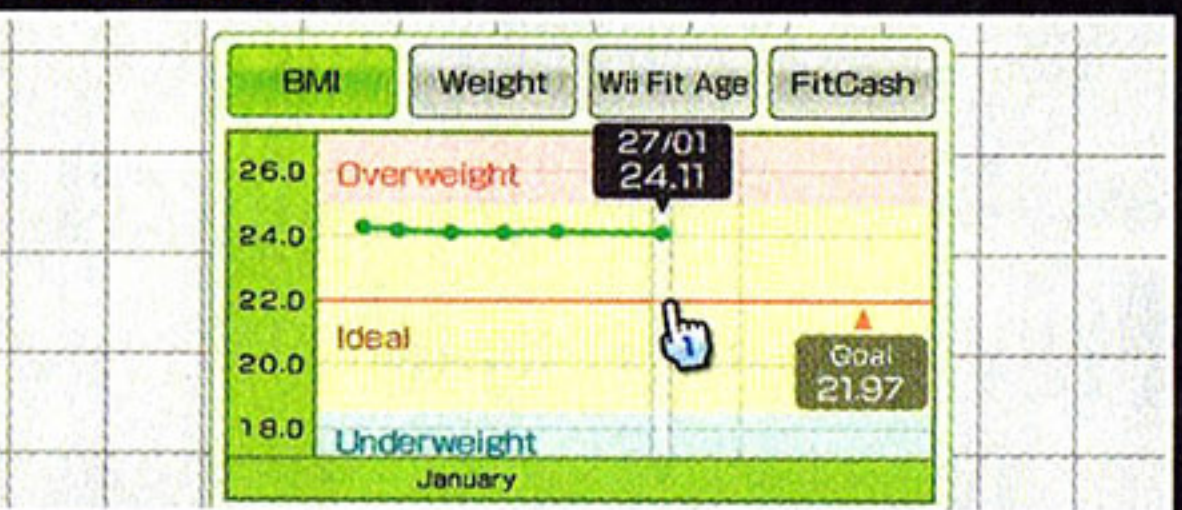 BMI
Weight
Wii Fit Age
FitCash
27/01
24.11
26.0
Overweight
24.0
22.0
Ideal
20.0
Goal
21.97
18.0
Underweight
January
1